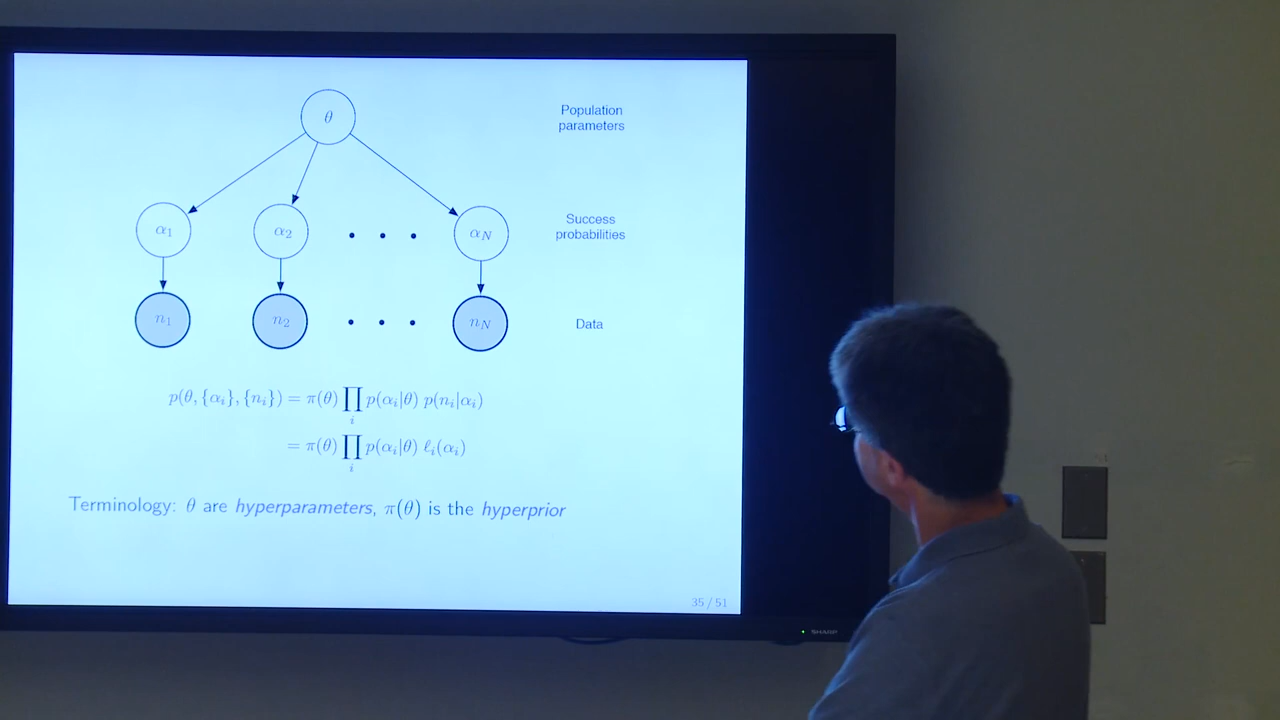 θ
Population
parameters
α₁ α₂ . . . α_N
Success
probabilities
n₁ n₂ . . . n_N
Data
p(θ, {αᵢ}, {nᵢ}) = π(θ) ∏ᵢ p(αᵢ|θ) p(nᵢ|αᵢ)
= π(θ) ∏ᵢ p(αᵢ|θ) ℓᵢ(αᵢ)
Terminology: θ are hyperparameters, π(θ) is the hyperprior
35 / 51
SHARP